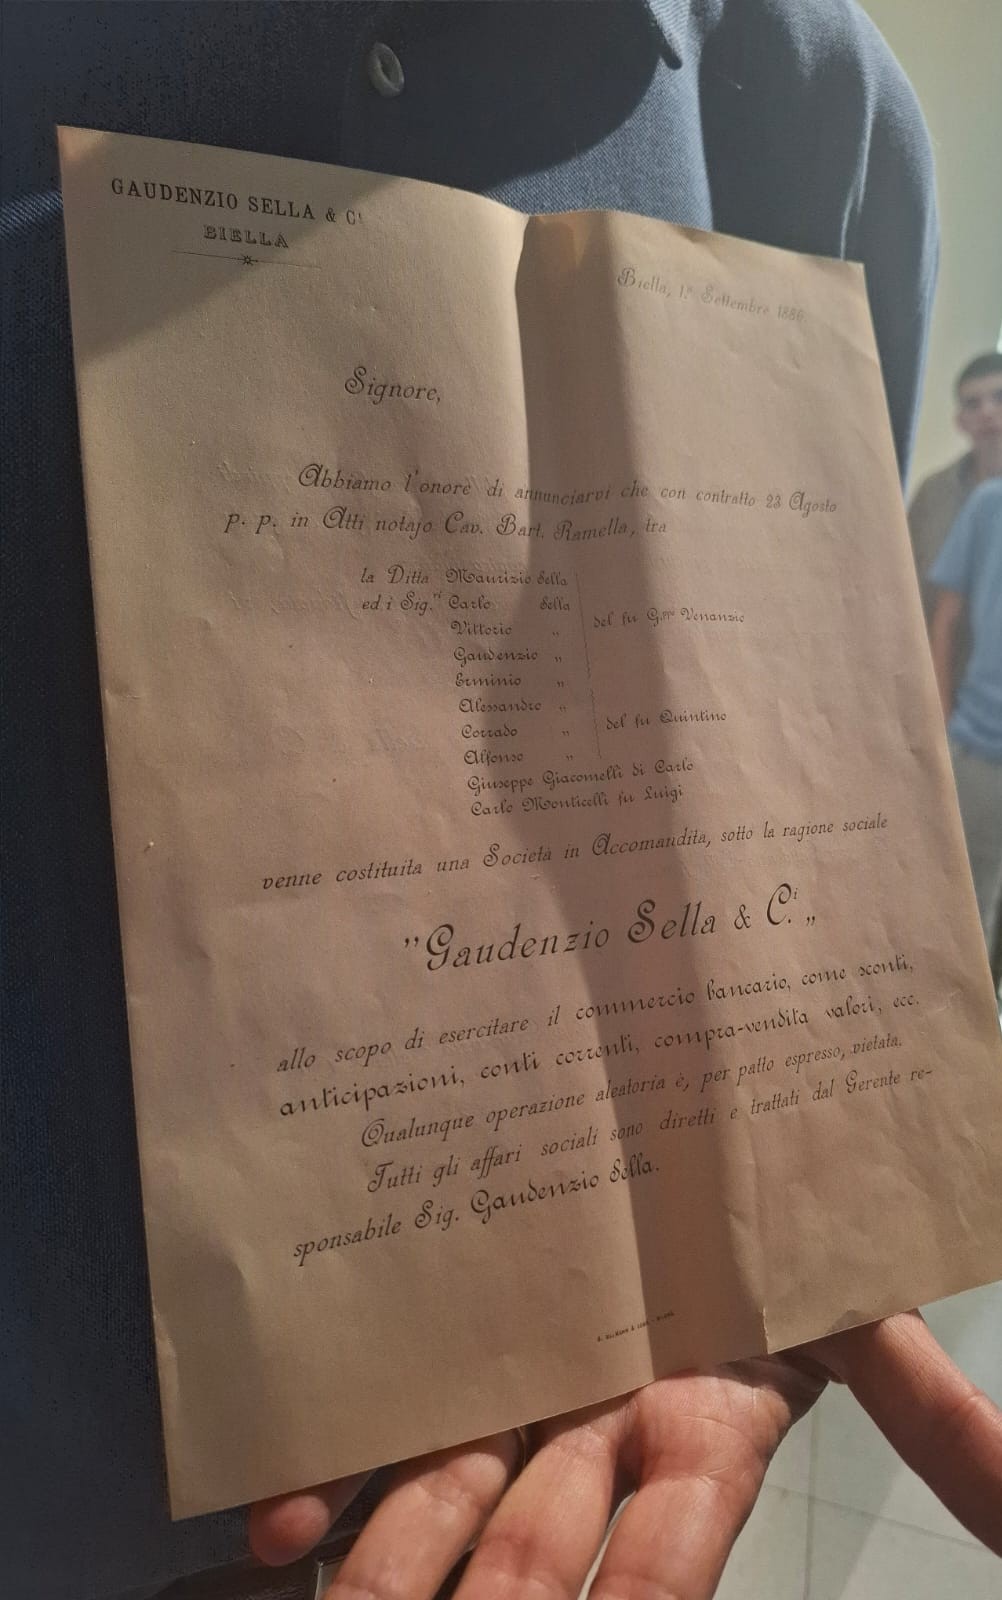 GAUDENZIO SELLA & Cⁱ
BIELLA
Biella, 1.º Settembre 1886.
Signore,
Abbiamo l'onore di annunciarvi che con contratto 23 Agosto
p. p. in Atti notajo Cav. Bart. Ramella, tra
la Ditta Maurizio Sella
ed i Sig.ʳⁱ Carlo Sella
Vittorio „
Gaudenzio „
Erminio „
del fu G.ᵖᵖᵉ Venanzio
Alessandro „
Corrado „
Alfonso „
del fu Quintino
Giuseppe Giacomelli di Carlo
Carlo Monticelli fu Luigi
venne costituita una Società in Accomandita, sotto la ragione sociale
"Gaudenzio Sella & C.ⁱ „
allo scopo di esercitare il commercio bancario, come sconti,
anticipazioni, conti correnti, compra-vendita valori, ecc.
Qualunque operazione aleatoria è, per patto espresso, vietata.
Tutti gli affari sociali sono diretti e trattati dal Gerente re-
sponsabile Sig. Gaudenzio Sella.